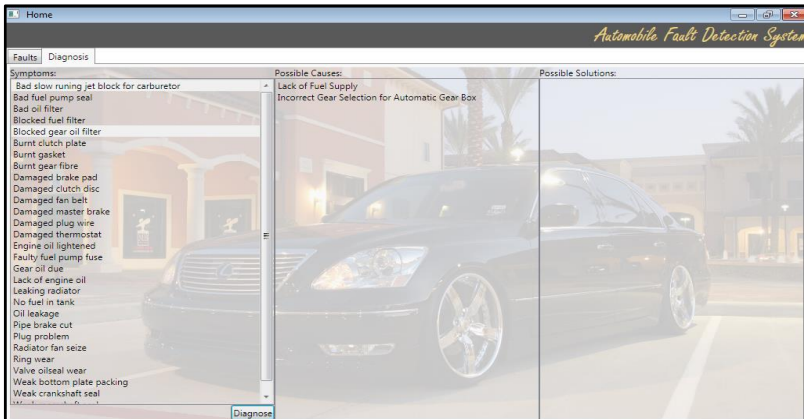 Home
Automobile Fault Detection System
Faults Diagnosis
Symptoms:
Bad slow runing jet block for carburetor
Bad fuel pump seal
Bad oil filter
Blocked fuel filter
Blocked gear oil filter
Burnt clutch plate
Burnt gasket
Burnt gear fibre
Damaged brake pad
Damaged clutch disc
Damaged fan belt
Damaged master brake
Damaged plug wire
Damaged thermostat
Engine oil lightened
Faulty fuel pump fuse
Gear oil due
Lack of engine oil
Leaking radiator
No fuel in tank
Oil leakage
Pipe brake cut
Plug problem
Radiator fan seize
Ring wear
Valve oilseal wear
Weak bottom plate packing
Weak crankshaft seal
Diagnose
Possible Causes:
Lack of Fuel Supply
Incorrect Gear Selection for Automatic Gear Box
Possible Solutions: